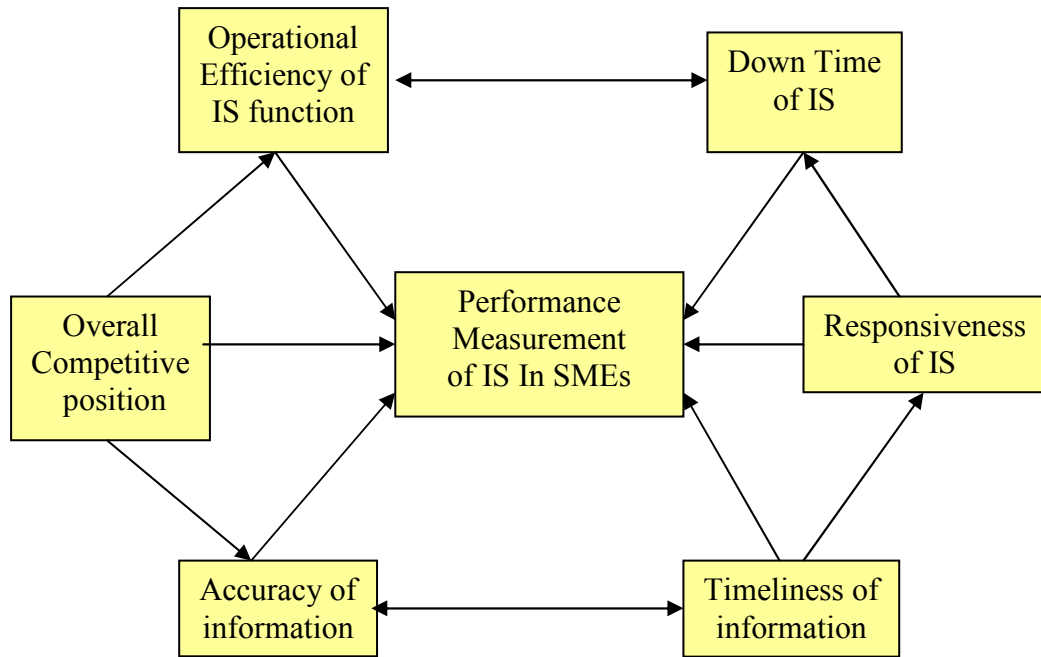 Operational
Efficiency of
IS function
Down Time
of IS
Overall
Competitive
position
Performance
Measurement
of IS In SMEs
Responsiveness
of IS
Accuracy of
information
Timeliness of
information